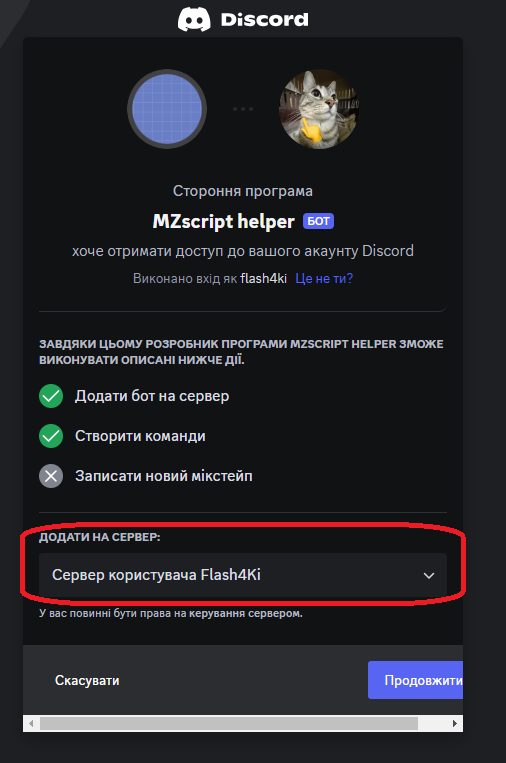 Discord
Стороння програма
MZscript helper БОТ
хоче отримати доступ до вашого акаунту Discord
Виконано вхід як flash4ki Це не ти?
ЗАВДЯКИ ЦЬОМУ РОЗРОБНИК ПРОГРАМИ MZSCRIPT HELPER ЗМОЖЕ
ВИКОНУВАТИ ОПИСАНІ НИЖЧЕ ДІЇ.
Додати бот на сервер
Створити команди
Записати новий мікстейп
ДОДАТИ НА СЕРВЕР:
Сервер користувача Flash4Ki
У вас повинні бути права на керування сервером.
Скасувати
Продовжити